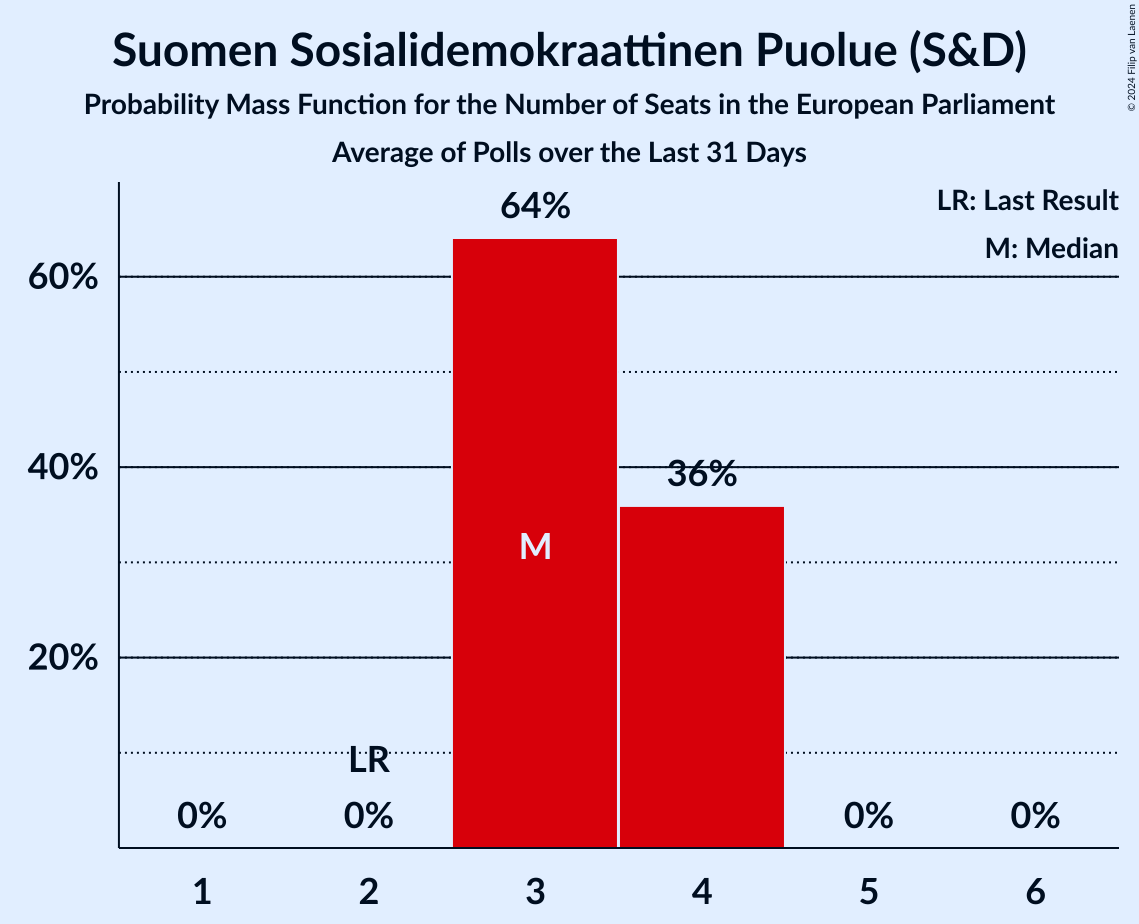 Suomen Sosialidemokraattinen Puolue (S&D)
Probability Mass Function for the Number of Seats in the European Parliament
Average of Polls over the Last 31 Days
© 2024 Filip van Laenen
LR: Last Result
M: Median
64%
60%
40%
36%
M
20%
LR
0%
0%
0%
0%
1
2
3
4
5
6